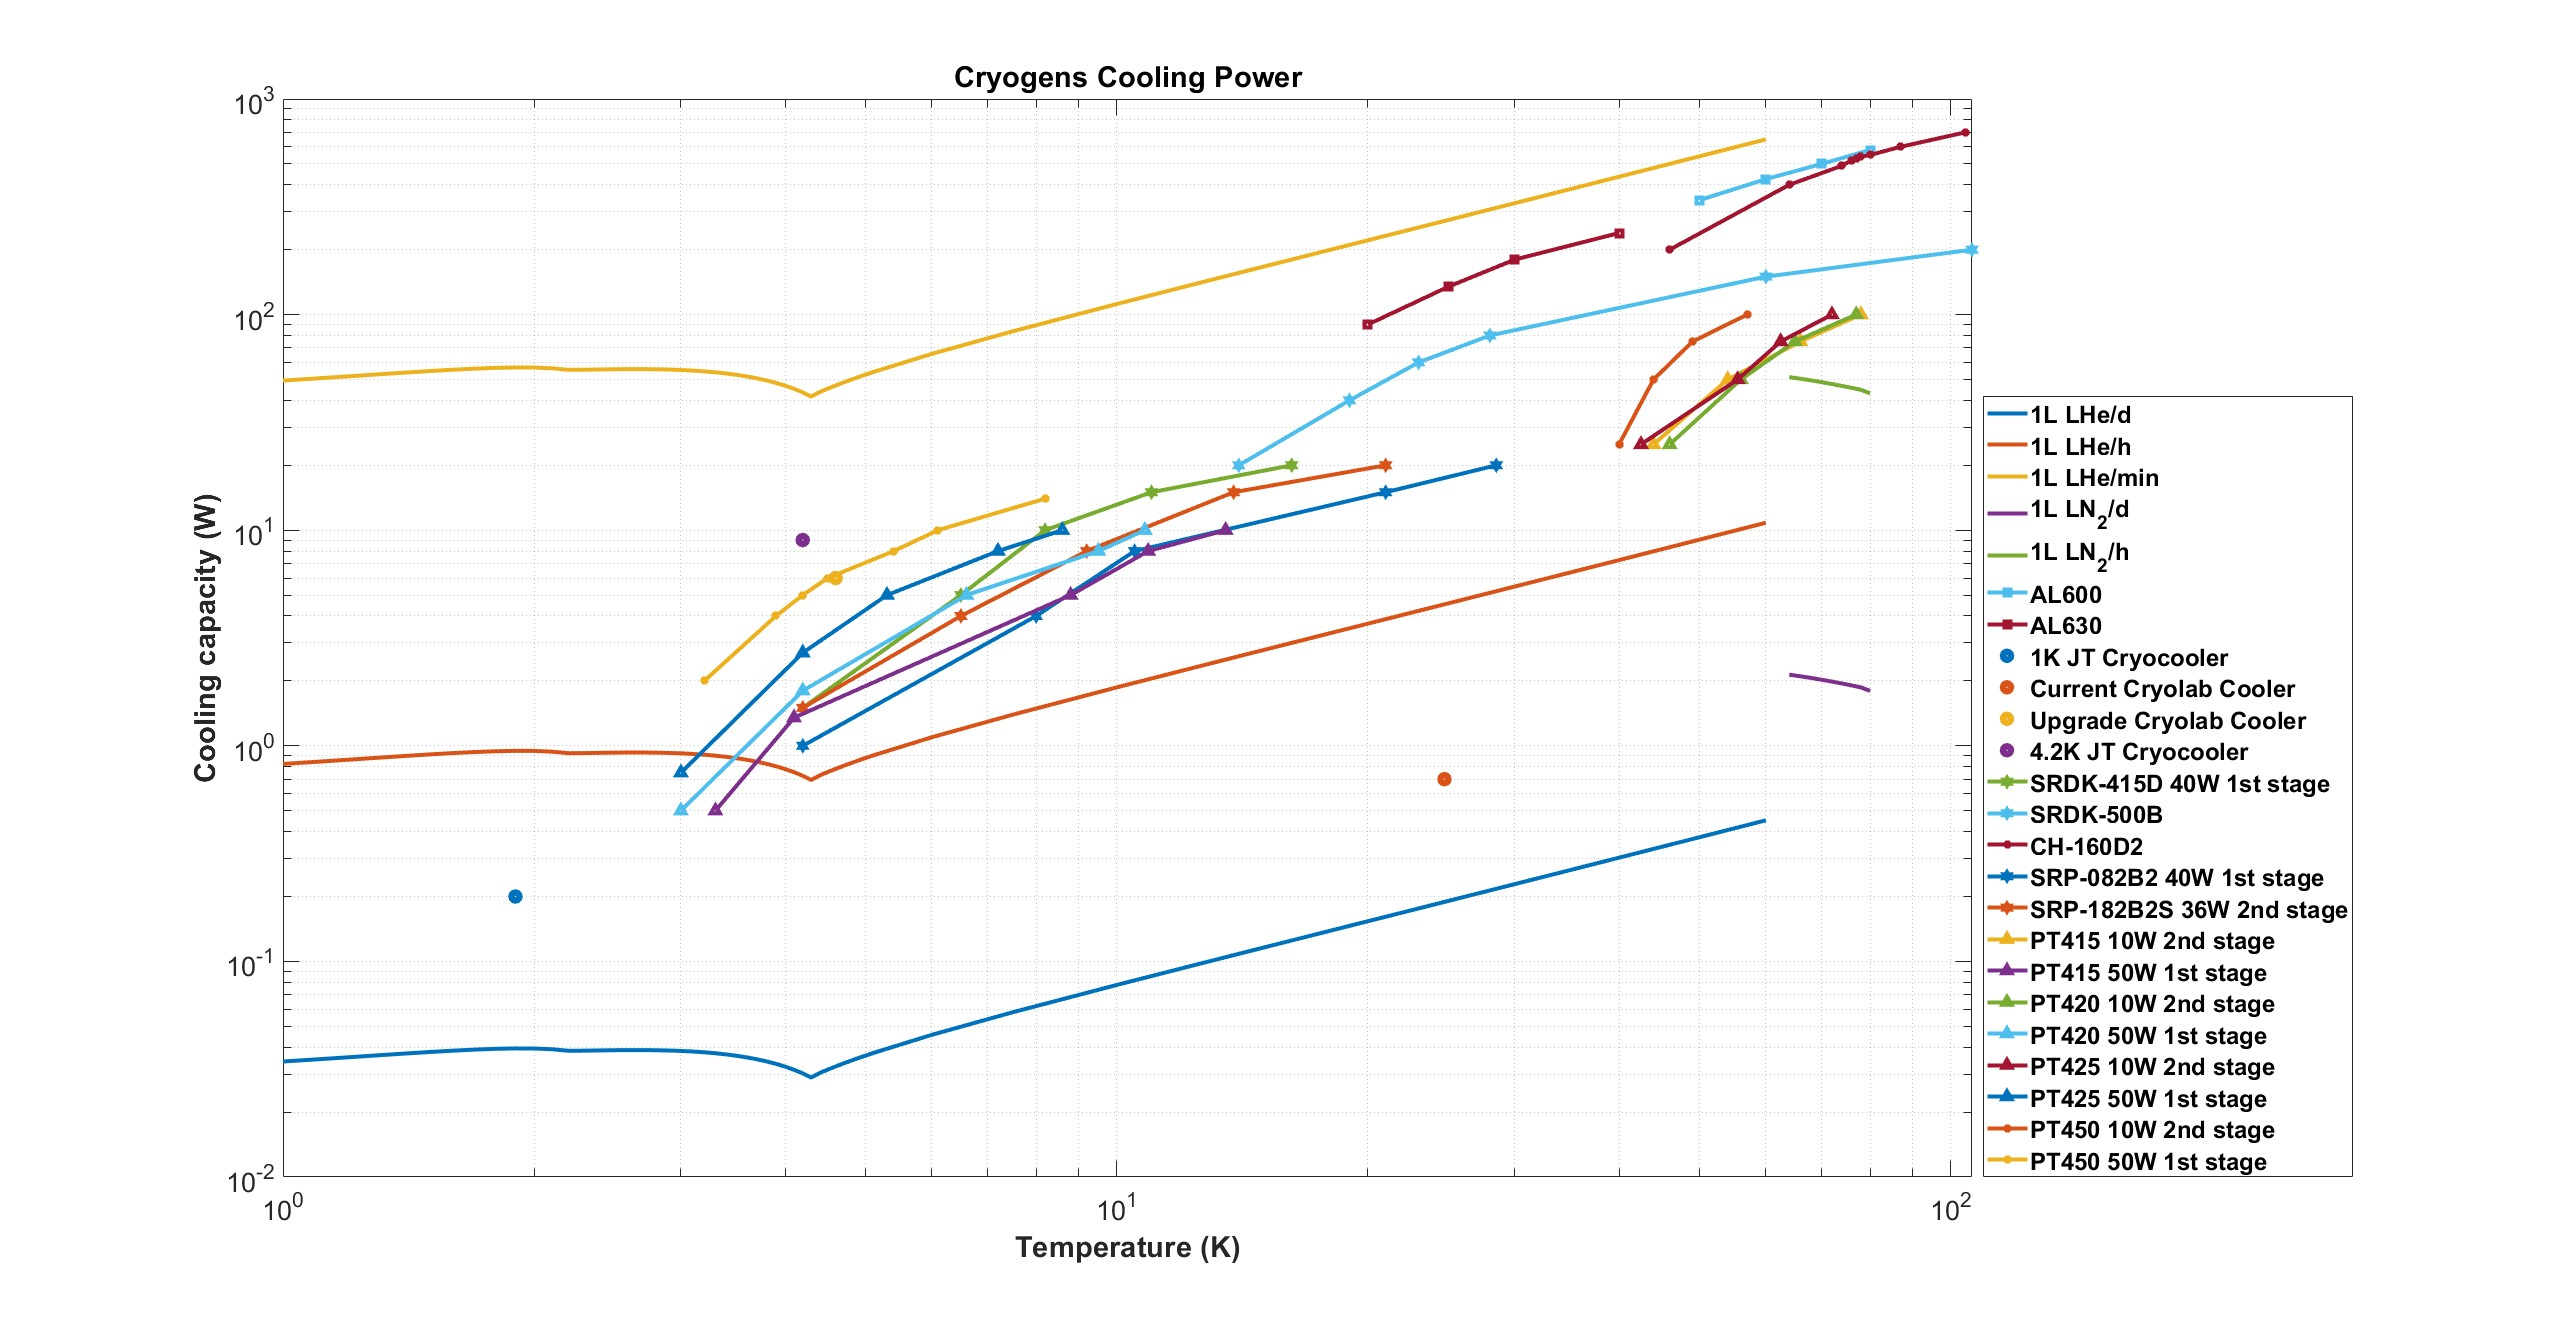 Cryogens Cooling Power
10^3
10^2
10^1
10^0
10^-1
10^-2
Cooling capacity (W)
10^0
10^1
10^2
Temperature (K)
1L LHe/d
1L LHe/h
1L LHe/min
1L LN_2/d
1L LN_2/h
AL600
AL630
1K JT Cryocooler
Current Cryolab Cooler
Upgrade Cryolab Cooler
4.2K JT Cryocooler
SRDK-415D 40W 1st stage
SRDK-500B
CH-160D2
SRP-082B2 40W 1st stage
SRP-182B2S 36W 2nd stage
PT415 10W 2nd stage
PT415 50W 1st stage
PT420 10W 2nd stage
PT420 50W 1st stage
PT425 10W 2nd stage
PT425 50W 1st stage
PT450 10W 2nd stage
PT450 50W 1st stage